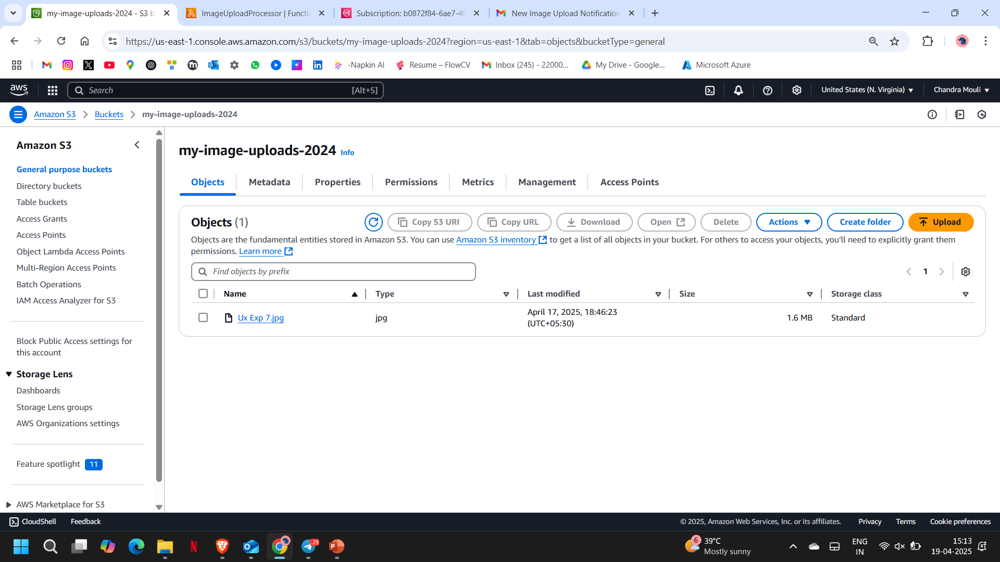 my-image-uploads-2024 - S3 b
ImageUploadProcessor | Functi
Subscription: b0872f84-6ae7-4f
New Image Upload Notification
https://us-east-1.console.aws.amazon.com/s3/buckets/my-image-uploads-2024?region=us-east-1&tab=objects&bucketType=general
-Napkin AI
Resume – FlowCV
Inbox (245) - 22000...
My Drive - Google...
Microsoft Azure
aws
Search
[Alt+S]
United States (N. Virginia)
Chandra Mouli
Amazon S3
Buckets
my-image-uploads-2024
Amazon S3
General purpose buckets
Directory buckets
Table buckets
Access Grants
Access Points
Object Lambda Access Points
Multi-Region Access Points
Batch Operations
IAM Access Analyzer for S3
Block Public Access settings for
this account
Storage Lens
Dashboards
Storage Lens groups
AWS Organizations settings
Feature spotlight 11
AWS Marketplace for S3
my-image-uploads-2024 Info
Objects
Metadata
Properties
Permissions
Metrics
Management
Access Points
Objects (1)
Copy S3 URI
Copy URL
Download
Open
Delete
Actions
Create folder
Upload
Objects are the fundamental entities stored in Amazon S3. You can use Amazon S3 inventory to get a list of all objects in your bucket. For others to access your objects, you'll need to explicitly grant them
permissions. Learn more
Find objects by prefix
1
Name
Type
Last modified
Size
Storage class
Ux Exp 7.jpg
jpg
April 17, 2025, 18:46:23
(UTC+05:30)
1.6 MB
Standard
CloudShell
Feedback
© 2025, Amazon Web Services, Inc. or its affiliates.
Privacy
Terms
Cookie preferences
29
6
39°C
Mostly sunny
ENG
IN
15:13
19-04-2025